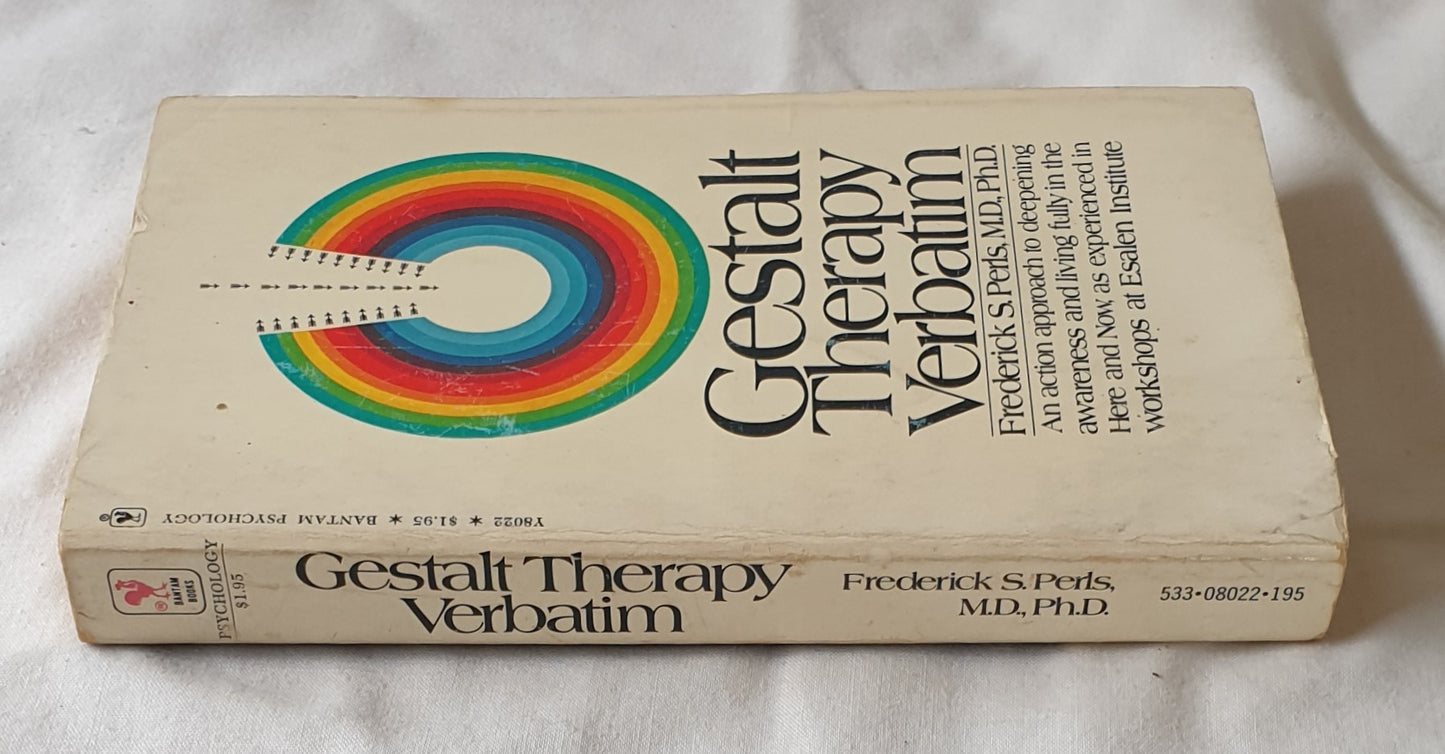 Gestalt
Therapy
Verbatim
Frederick S. Perls, M.D., Ph.D.
An action approach to deepening
awareness and living fully in the
Here and Now, as experienced in
workshops at Esalen Institute
Y8022 ★ $1.95 ★ BANTAM PSYCHOLOGY
BANTAM
BOOKS
PSYCHOLOGY
$1.95
Gestalt Therapy
Verbatim
Frederick S. Perls,
M.D., Ph.D.
533•08022•195